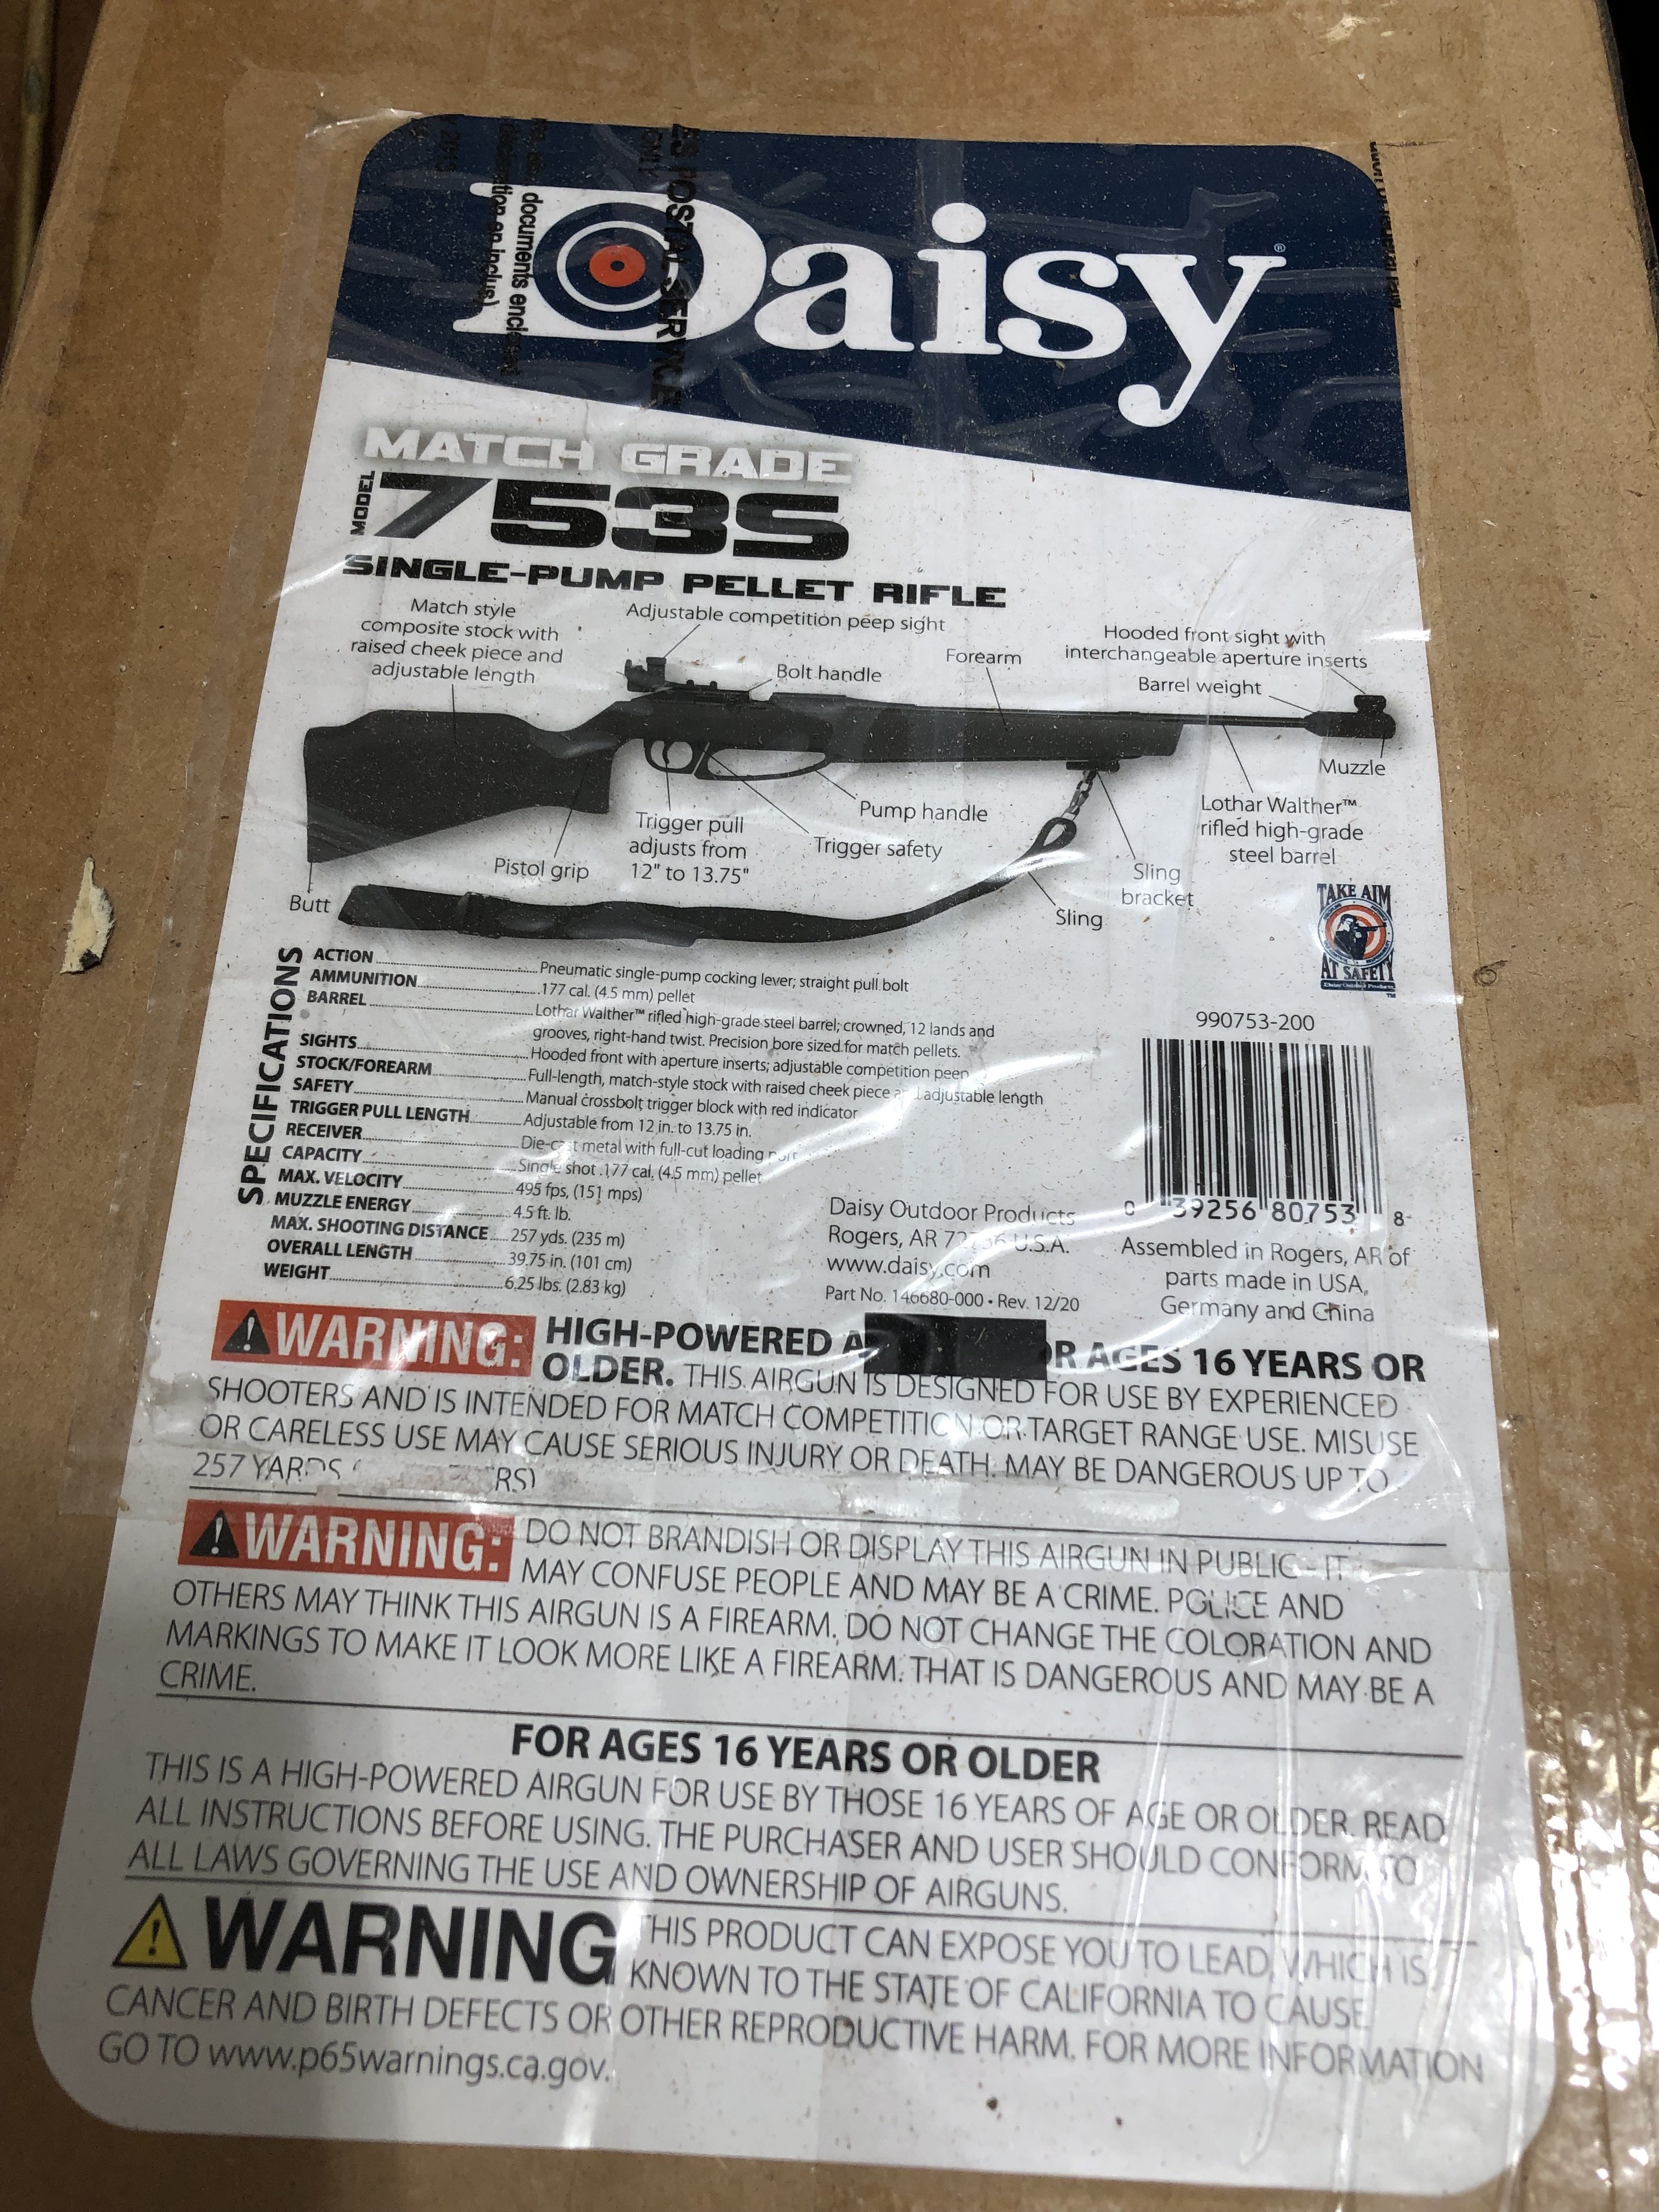 Daisy®
MATCH GRADE
MODEL 753S
SINGLE-PUMP PELLET RIFLE
Match style
composite stock with
raised cheek piece and
adjustable length
Adjustable competition peep sight
Bolt handle
Forearm
Hooded front sight with
interchangeable aperture inserts
Barrel weight
Muzzle
Pump handle
Lothar Walther™
rifled high-grade
steel barrel
Trigger pull
adjusts from
12" to 13.75"
Trigger safety
Pistol grip
Sling
bracket
Butt
Sling
TAKE AIM
AT SAFETY
Daisy Outdoor Products
™
SPECIFICATIONS
ACTION Pneumatic single-pump cocking lever; straight pull bolt
AMMUNITION .177 cal. (4.5 mm) pellet
BARREL Lothar Walther™ rifled high-grade steel barrel; crowned, 12 lands and
grooves, right-hand twist. Precision bore sized for match pellets.
SIGHTS Hooded front with aperture inserts; adjustable competition peep
STOCK/FOREARM Full-length, match-style stock with raised cheek piece adjustable length
SAFETY Manual crossbolt trigger block with red indicator
TRIGGER PULL LENGTH Adjustable from 12 in. to 13.75 in.
RECEIVER Die-cast metal with full-cut loading port
CAPACITY Single shot .177 cal. (4.5 mm) pellet
MAX. VELOCITY 495 fps, (151 mps)
MUZZLE ENERGY 4.5 ft. lb.
MAX. SHOOTING DISTANCE 257 yds. (235 m)
OVERALL LENGTH 39.75 in. (101 cm)
WEIGHT 6.25 lbs. (2.83 kg)
990753-200
0 39256 80753 8
Daisy Outdoor Products
Rogers, AR U.S.A.
www.daisy.com
Part No. 146680-000 • Rev. 12/20
Assembled in Rogers, AR of
parts made in USA,
Germany and China
WARNING: HIGH-POWERED A R AGES 16 YEARS OR
OLDER. THIS AIRGUN IS DESIGNED FOR USE BY EXPERIENCED
SHOOTERS AND IS INTENDED FOR MATCH COMPETITION OR TARGET RANGE USE. MISUSE
OR CARELESS USE MAY CAUSE SERIOUS INJURY OR DEATH. MAY BE DANGEROUS UP TO
257 YARDS ( RS)
WARNING: DO NOT BRANDISH OR DISPLAY THIS AIRGUN IN PUBLIC - IT
MAY CONFUSE PEOPLE AND MAY BE A CRIME. POLICE AND
OTHERS MAY THINK THIS AIRGUN IS A FIREARM. DO NOT CHANGE THE COLORATION AND
MARKINGS TO MAKE IT LOOK MORE LIKE A FIREARM. THAT IS DANGEROUS AND MAY BE A
CRIME.
FOR AGES 16 YEARS OR OLDER
THIS IS A HIGH-POWERED AIRGUN FOR USE BY THOSE 16 YEARS OF AGE OR OLDER. READ
ALL INSTRUCTIONS BEFORE USING. THE PURCHASER AND USER SHOULD CONFORM TO
ALL LAWS GOVERNING THE USE AND OWNERSHIP OF AIRGUNS.
WARNING THIS PRODUCT CAN EXPOSE YOU TO LEAD, WHICH IS
KNOWN TO THE STATE OF CALIFORNIA TO CAUSE
CANCER AND BIRTH DEFECTS OR OTHER REPRODUCTIVE HARM. FOR MORE INFORMATION
GO TO www.p65warnings.ca.gov.
POSTAL SERVICE
ONLY
documents